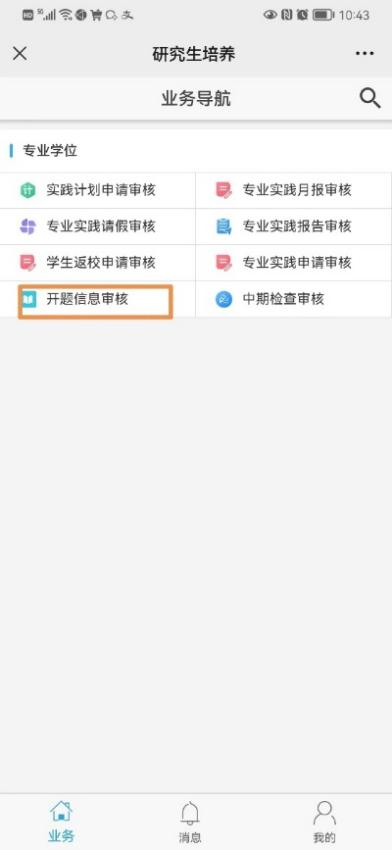 HD 5G 10:43
研究生培养
业务导航
专业学位
实践计划申请审核 专业实践月报审核
专业实践请假审核 专业实践报告审核
学生返校申请审核 专业实践申请审核
开题信息审核 中期检查审核
业务 消息 我的